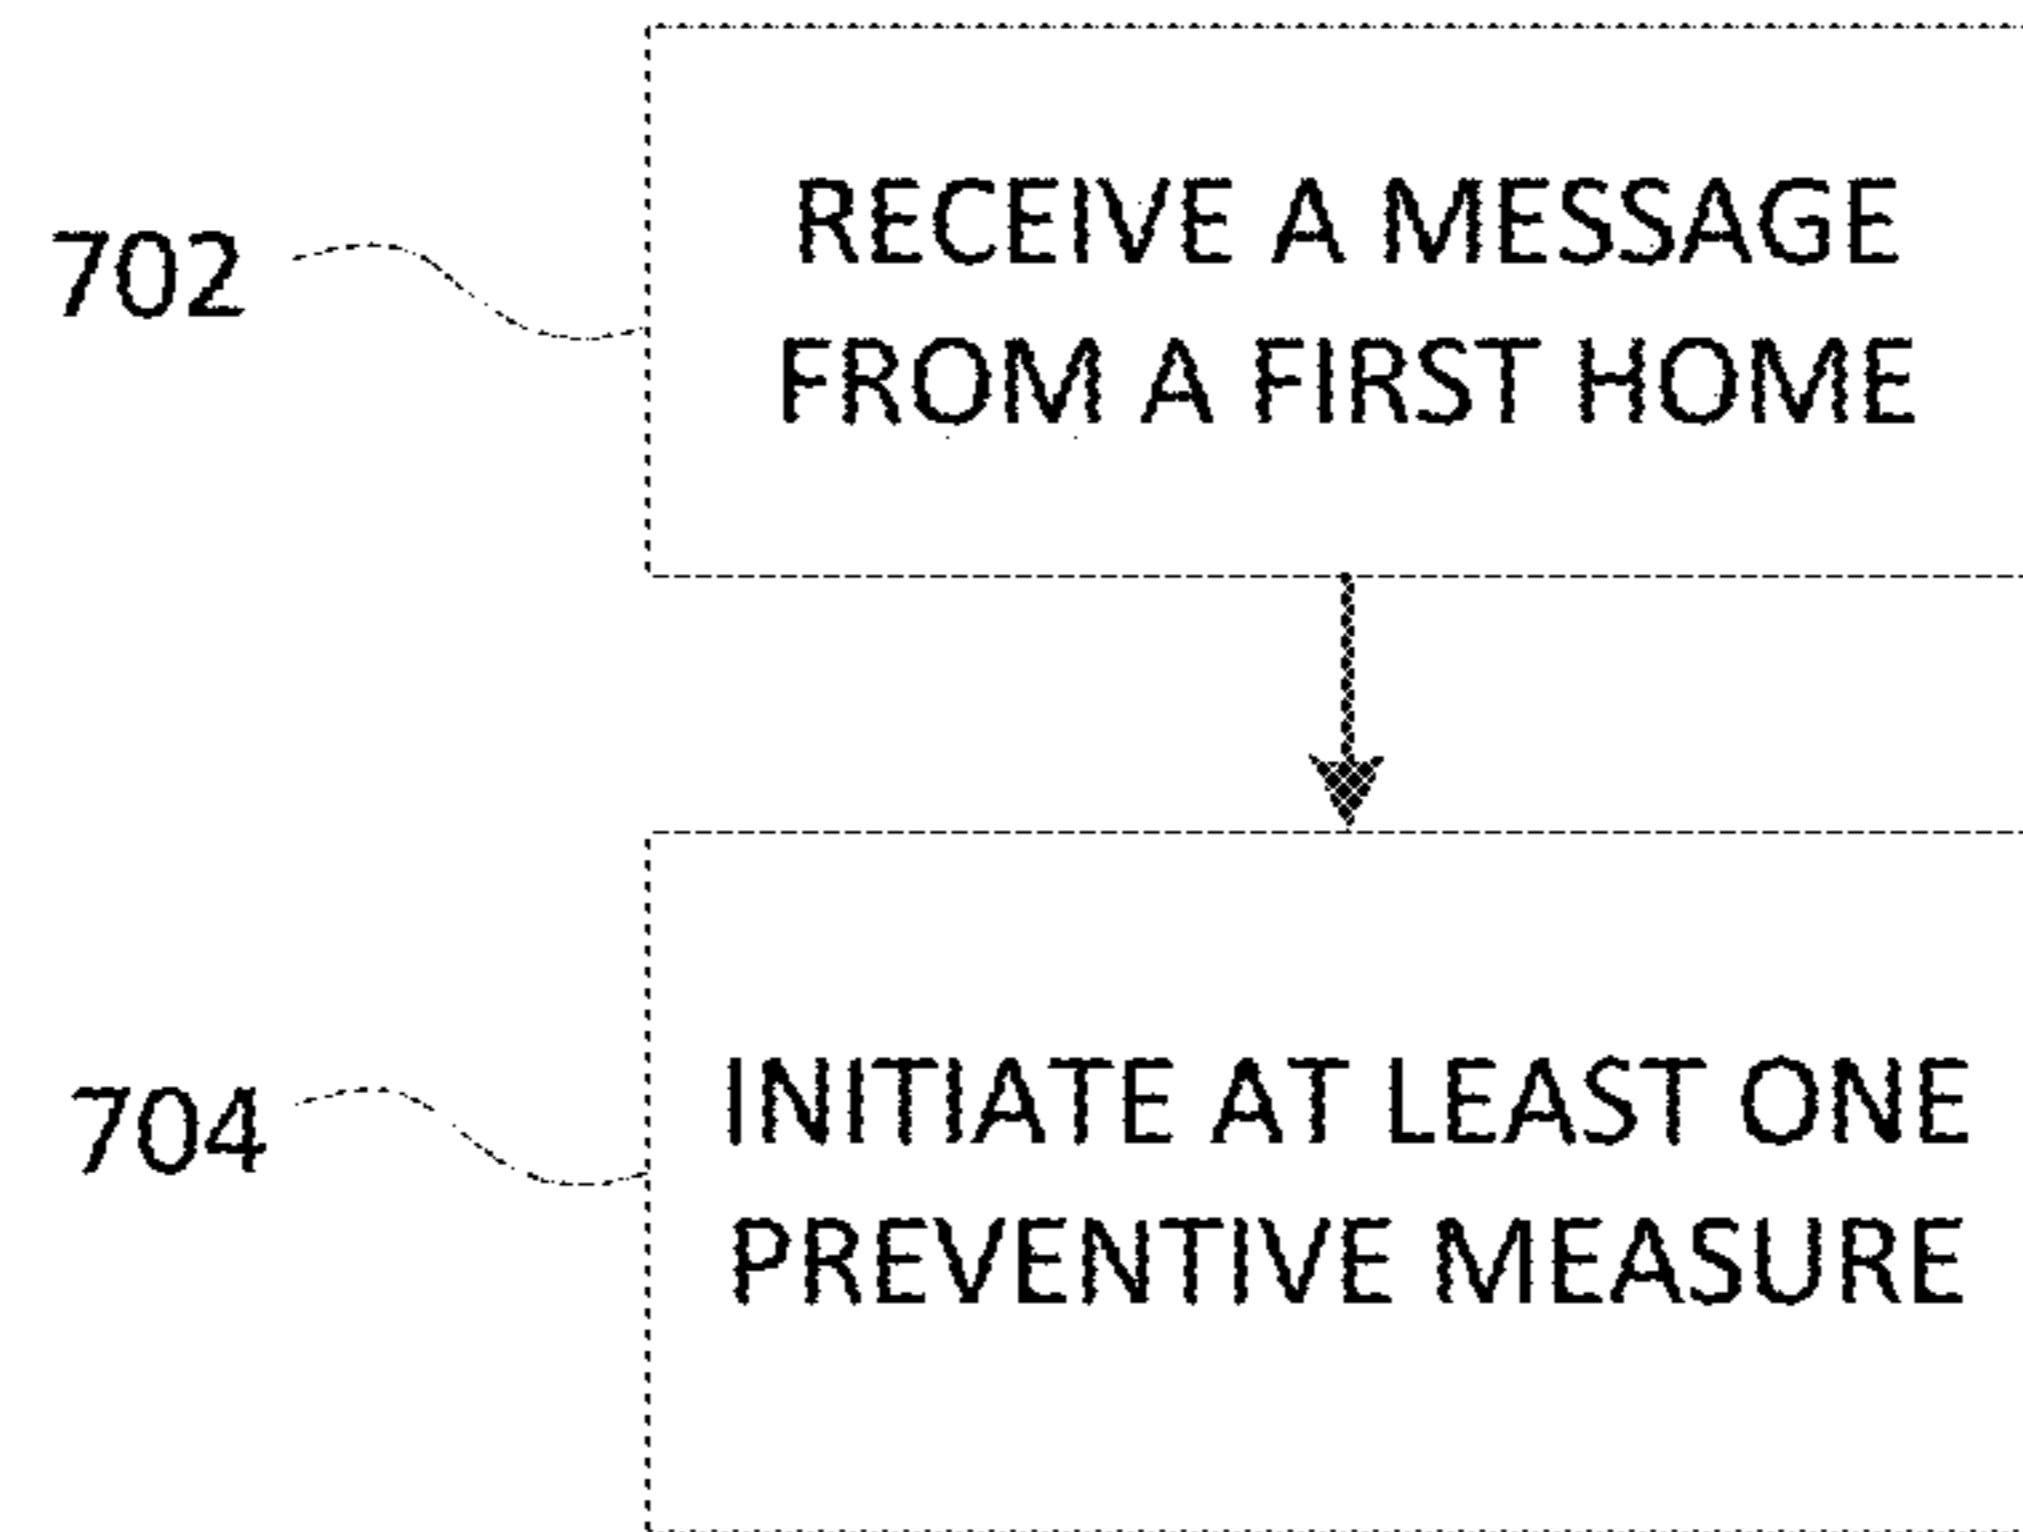 702
RECEIVE A MESSAGE
FROM A FIRST HOME
704
INITIATE AT LEAST ONE
PREVENTIVE MEASURE